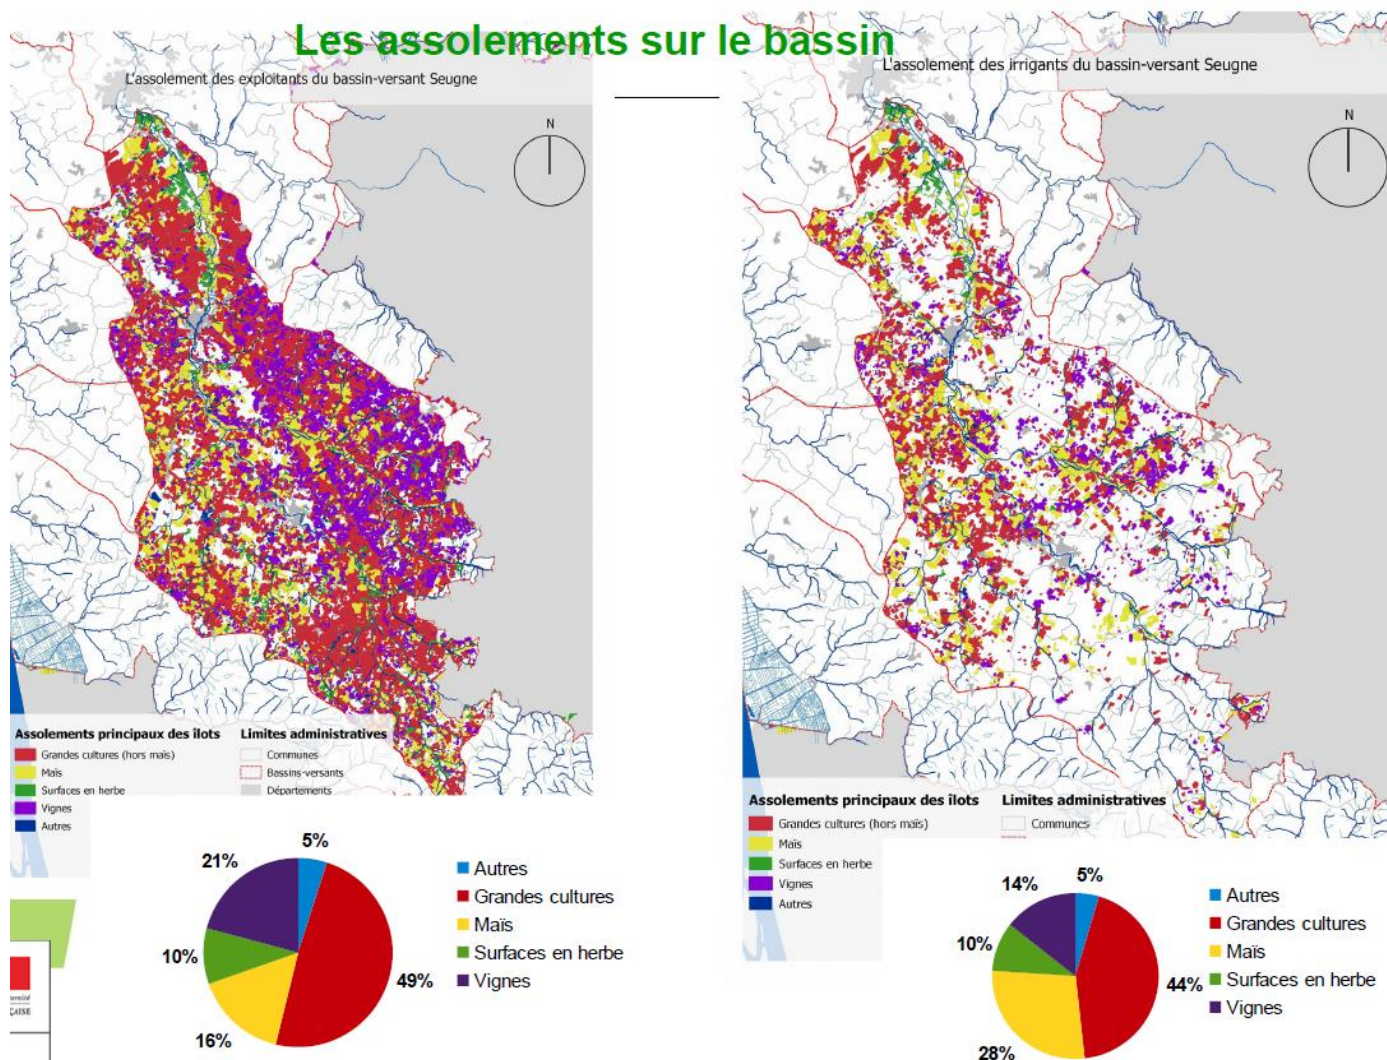 Les assolements sur le bassin
L'assolement des exploitants du bassin-versant Seugne
N
Assolements principaux des îlots
Grandes cultures (hors maïs)
Maïs
Surfaces en herbe
Vignes
Autres
Limites administratives
Communes
Bassins-versants
Départements
5%
21%
10%
16%
49%
Autres
Grandes cultures
Maïs
Surfaces en herbe
Vignes
L'assolement des irrigants du bassin-versant Seugne
N
Assolements principaux des îlots
Grandes cultures (hors maïs)
Maïs
Surfaces en herbe
Vignes
Autres
Limites administratives
Communes
5%
14%
10%
28%
44%
Autres
Grandes cultures
Maïs
Surfaces en herbe
Vignes